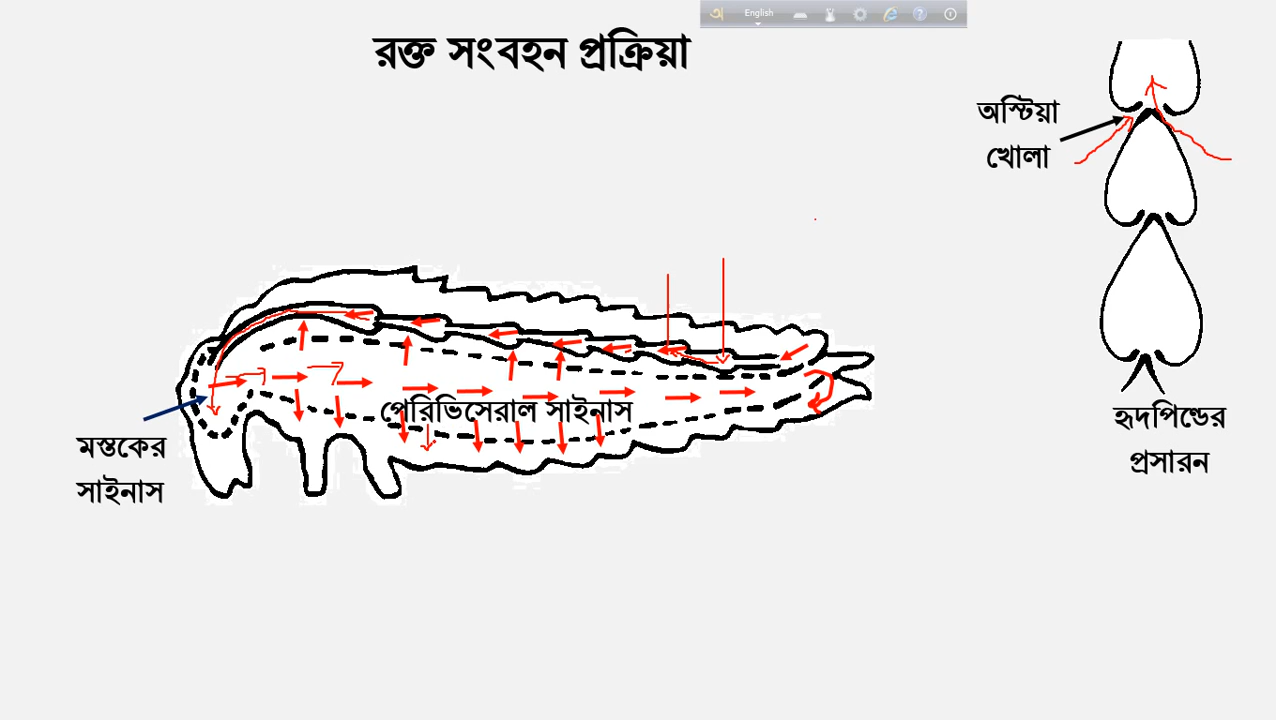 অ English
রক্ত সংবহন প্রক্রিয়া
অস্টিয়া
খোলা
পেরিভিসেরাল সাইনাস
মস্তকের
সাইনাস
হৃদপিন্ডের
প্রসারন